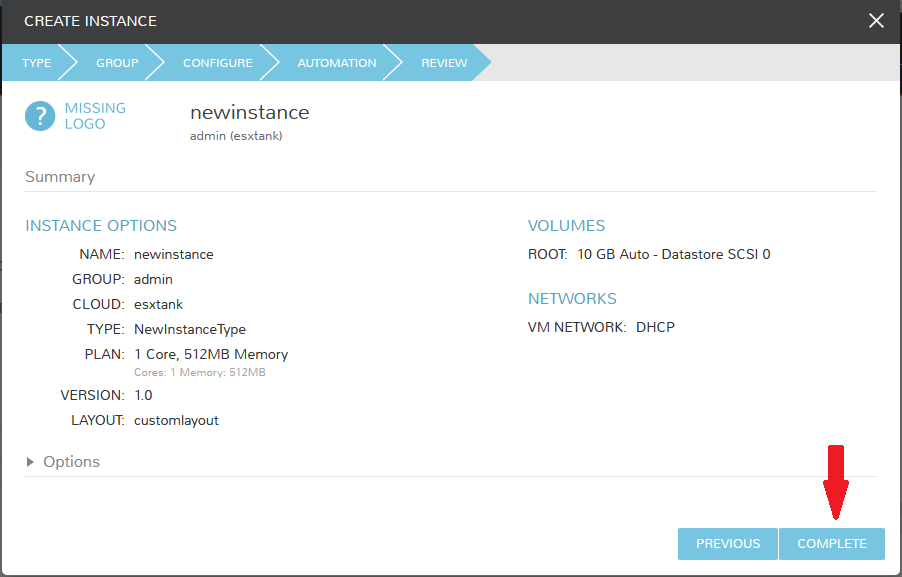 CREATE INSTANCE
TYPE GROUP CONFIGURE AUTOMATION REVIEW
?
MISSING
LOGO
newinstance
admin (esxtank)
Summary
INSTANCE OPTIONS
NAME: newinstance
GROUP: admin
CLOUD: esxtank
TYPE: NewInstanceType
PLAN: 1 Core, 512MB Memory
Cores: 1 Memory: 512MB
VERSION: 1.0
LAYOUT: customlayout
VOLUMES
ROOT: 10 GB Auto - Datastore SCSI 0
NETWORKS
VM NETWORK: DHCP
Options
PREVIOUS COMPLETE